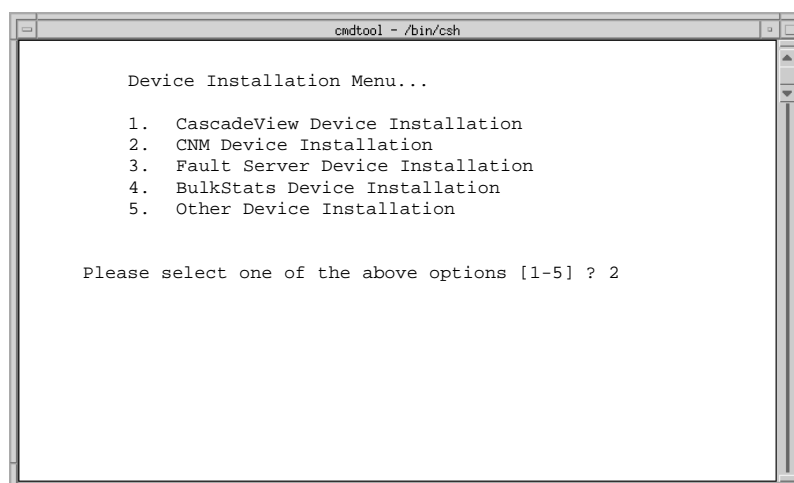 cmdtool - /bin/csh
Device Installation Menu...
1. CascadeView Device Installation
2. CNM Device Installation
3. Fault Server Device Installation
4. BulkStats Device Installation
5. Other Device Installation
Please select one of the above options [1-5] ? 2